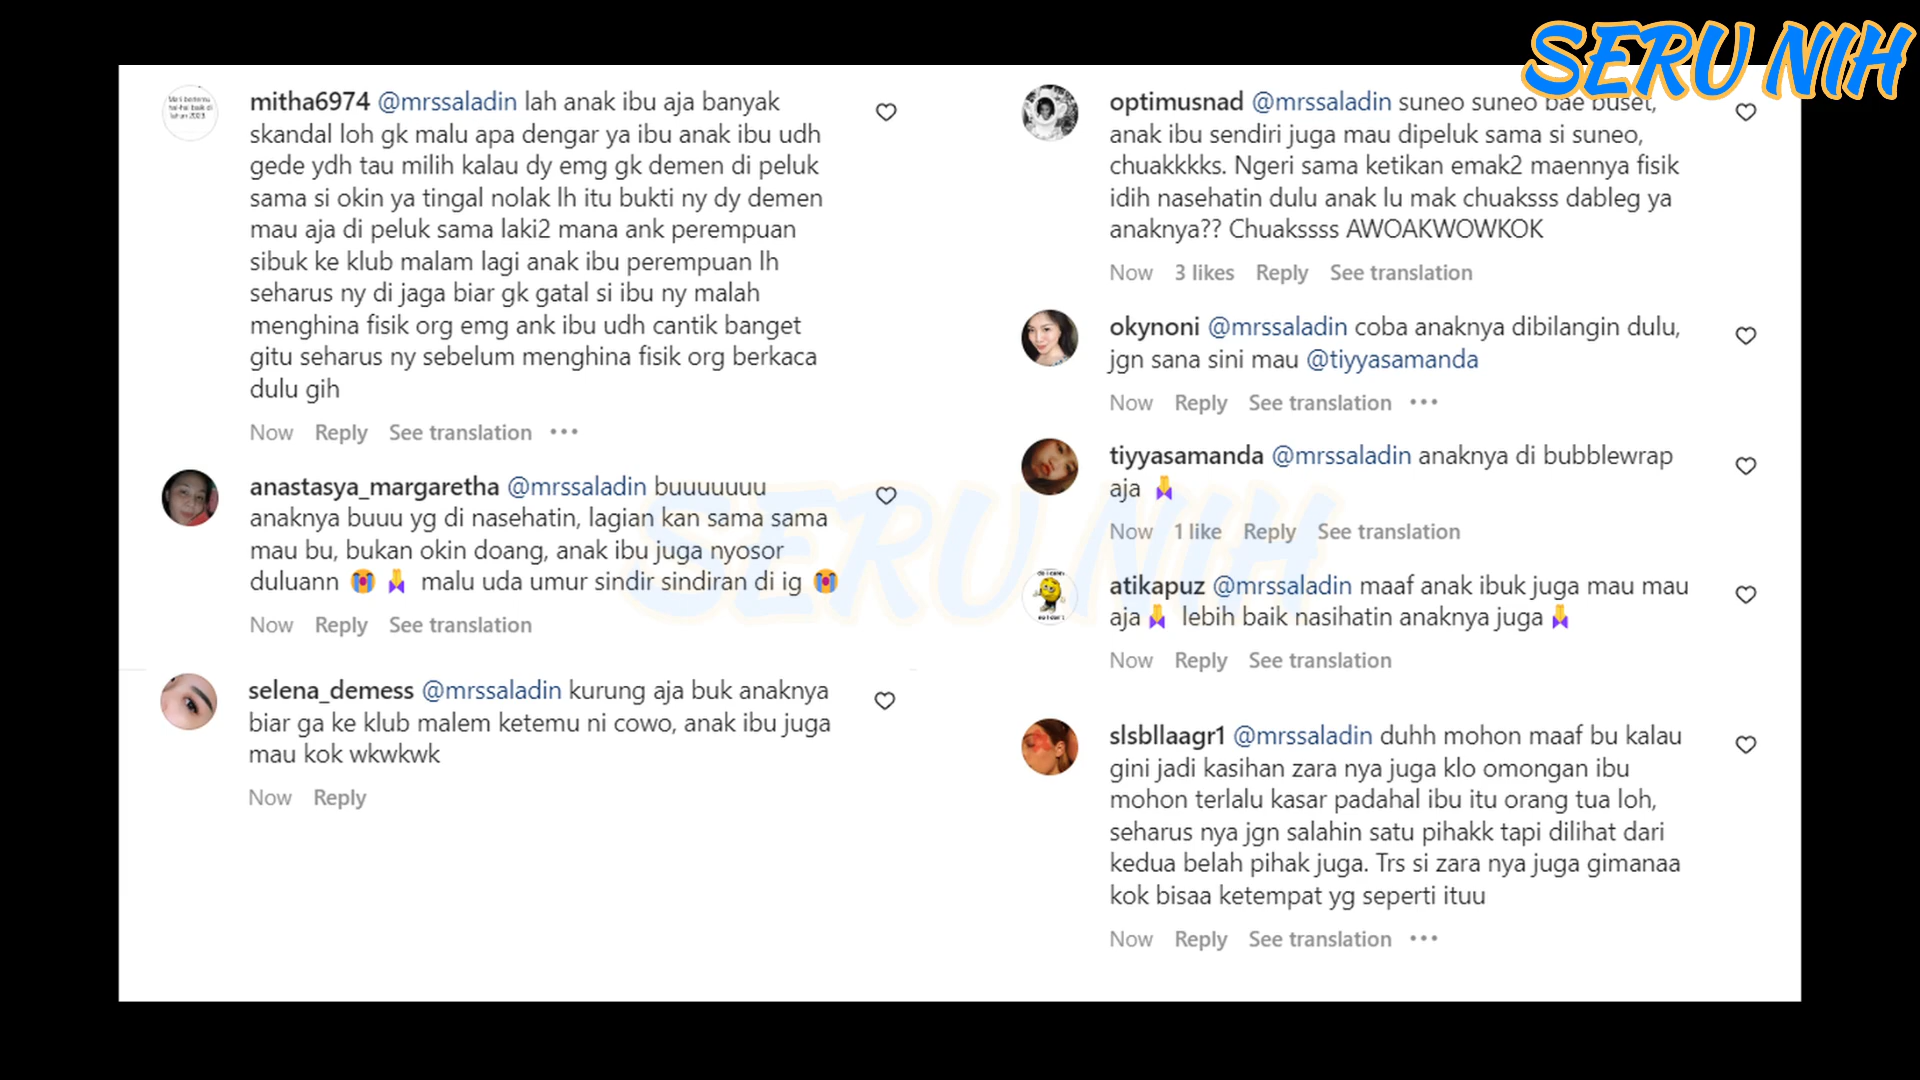 SERU NIH
mitha6974 @mrssaladin lah anak ibu aja banyak
skandal loh gk malu apa dengar ya ibu anak ibu udh
gede ydh tau milih kalau dy emg gk demen di peluk
sama si okin ya tingal nolak lh itu bukti ny dy demen
mau aja di peluk sama laki2 mana ank perempuan
sibuk ke klub malam lagi anak ibu perempuan lh
seharus ny di jaga biar gk gatal si ibu ny malah
menghina fisik org emg ank ibu udh cantik banget
gitu seharus ny sebelum menghina fisik org berkaca
dulu gih
Now Reply See translation •••
anastasya_margaretha @mrssaladin buuuuuuu
anaknya buuu yg di nasehatin, lagian kan sama sama
mau bu, bukan okin doang, anak ibu juga nyosor
duluann 😭🙏 malu uda umur sindir sindiran di ig 😭
Now Reply See translation
selena_demess @mrssaladin kurung aja buk anaknya
biar ga ke klub malem ketemu ni cowo, anak ibu juga
mau kok wkwkwk
Now Reply
optimusnad @mrssaladin suneo suneo bae buset,
anak ibu sendiri juga mau dipeluk sama si suneo,
chuakkkks. Ngeri sama ketikan emak2 maennya fisik
idih nasehatin dulu anak lu mak chuaksss dableg ya
anaknya?? Chuakssss AWOAKWOWKOK
Now 3 likes Reply See translation
okynoni @mrssaladin coba anaknya dibilangin dulu,
jgn sana sini mau @tiyyasamanda
Now Reply See translation •••
tiyyasamanda @mrssaladin anaknya di bubblewrap
aja 🙏
Now 1 like Reply See translation
atikapuz @mrssaladin maaf anak ibuk juga mau mau
aja🙏 lebih baik nasihatin anaknya juga🙏
Now Reply See translation
slsbllaagr1 @mrssaladin duhh mohon maaf bu kalau
gini jadi kasihan zara nya juga klo omongan ibu
mohon terlalu kasar padahal ibu itu orang tua loh,
seharus nya jgn salahin satu pihakk tapi dilihat dari
kedua belah pihak juga. Trs si zara nya juga gimanaa
kok bisaa ketempat yg seperti ituu
Now Reply See translation •••
SERU NIH